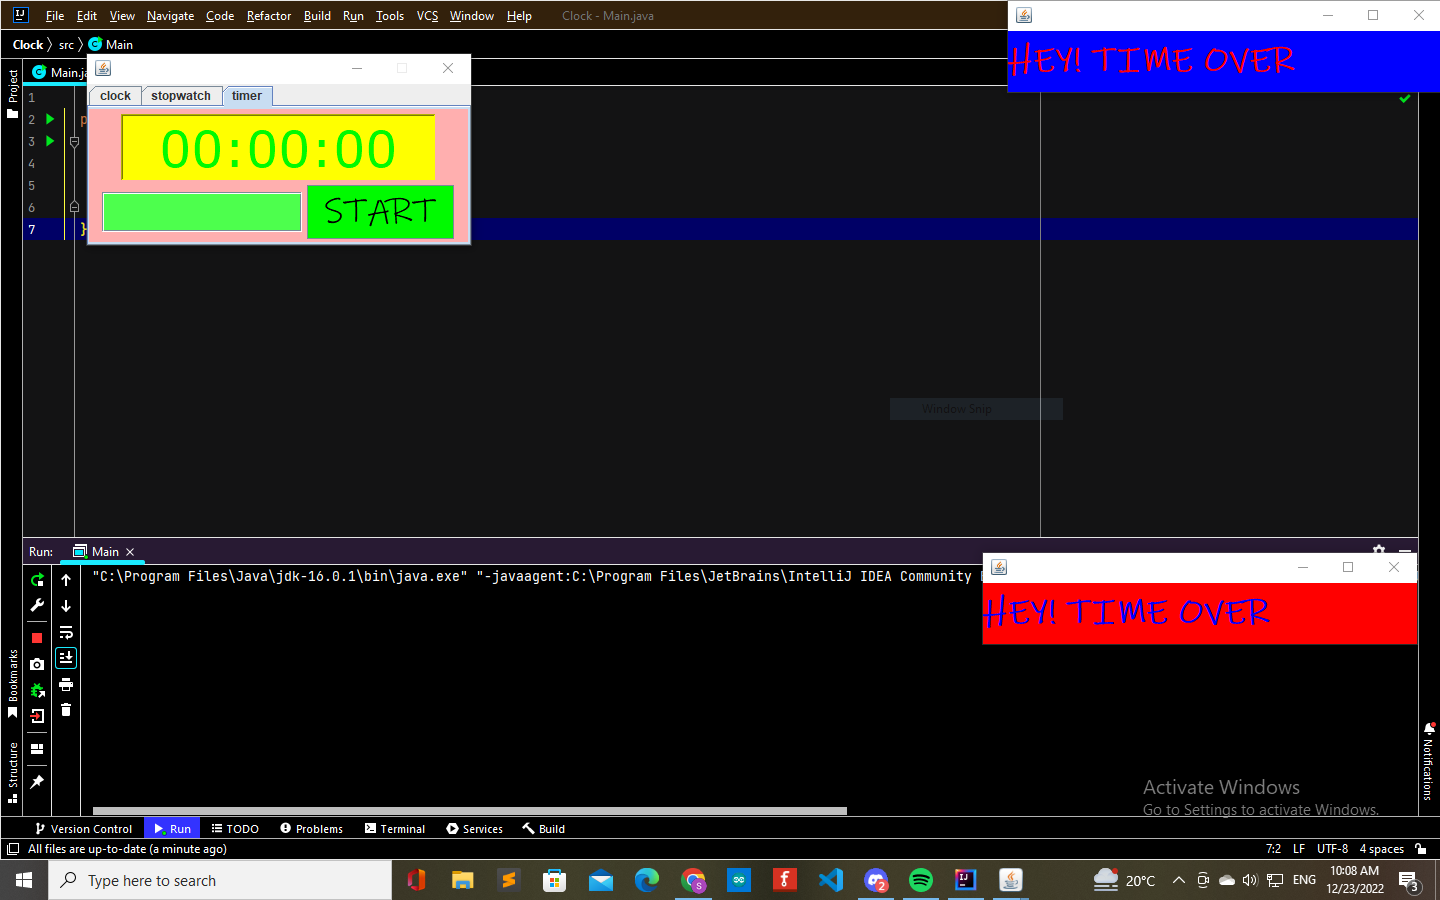 File Edit View Navigate Code Refactor Build Run Tools VCS Window Help Clock - Main.java
Clock src Main
Main.ja
HEY! TIME OVER
clock stopwatch timer
00:00:00
START
1
2 p
3
4
5
6
7 }
Project
Window Snip
Run: Main
"C:\Program Files\Java\jdk-16.0.1\bin\java.exe" "-javaagent:C:\Program Files\JetBrains\IntelliJ IDEA Community
HEY! TIME OVER
Bookmarks
Structure
Notifications
Activate Windows
Go to Settings to activate Windows.
Version Control Run TODO Problems Terminal Services Build
All files are up-to-date (a minute ago) 7:2 LF UTF-8 4 spaces
Type here to search S 2 20°C ENG 10:08 AM
12/23/2022 3